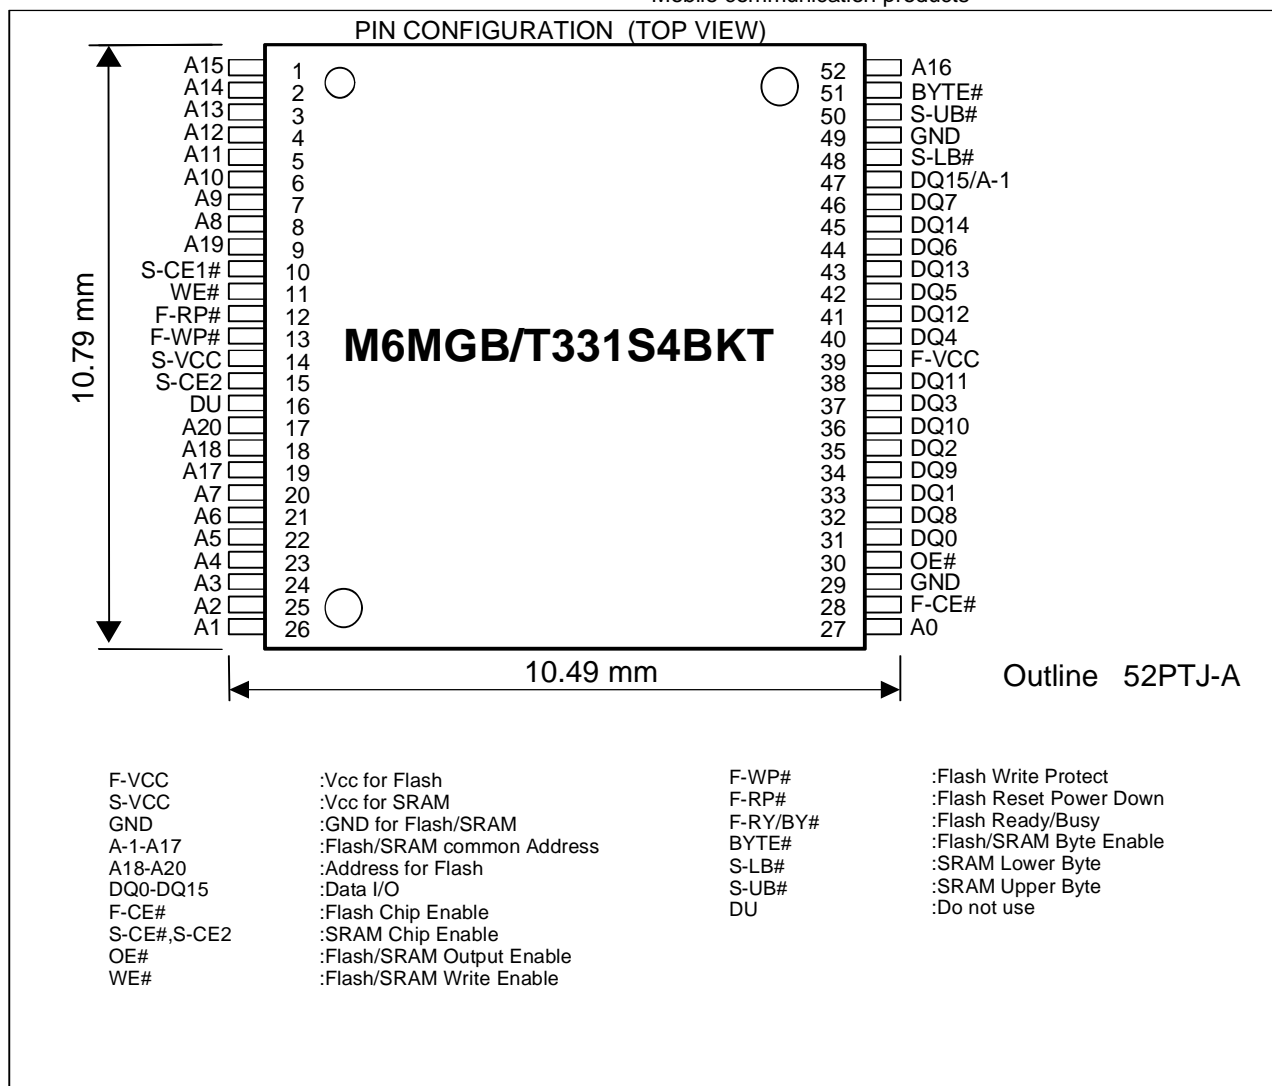 Mobile communication products
PIN CONFIGURATION (TOP VIEW)
A15 1 52 A16
A14 2 51 BYTE#
A13 3 50 S-UB#
A12 4 49 GND
A11 5 48 S-LB#
A10 6 47 DQ15/A-1
A9 7 46 DQ7
A8 8 45 DQ14
A19 9 44 DQ6
S-CE1# 10 43 DQ13
WE# 11 42 DQ5
F-RP# 12 41 DQ12
F-WP# 13 40 DQ4
S-VCC 14 39 F-VCC
S-CE2 15 38 DQ11
DU 16 37 DQ3
A20 17 36 DQ10
A18 18 35 DQ2
A17 19 34 DQ9
A7 20 33 DQ1
A6 21 32 DQ8
A5 22 31 DQ0
A4 23 30 OE#
A3 24 29 GND
A2 25 28 F-CE#
A1 26 27 A0
M6MGB/T331S4BKT
10.79 mm
10.49 mm
Outline 52PTJ-A
F-VCC :Vcc for Flash
S-VCC :Vcc for SRAM
GND :GND for Flash/SRAM
A-1-A17 :Flash/SRAM common Address
A18-A20 :Address for Flash
DQ0-DQ15 :Data I/O
F-CE# :Flash Chip Enable
S-CE#,S-CE2 :SRAM Chip Enable
OE# :Flash/SRAM Output Enable
WE# :Flash/SRAM Write Enable
F-WP# :Flash Write Protect
F-RP# :Flash Reset Power Down
F-RY/BY# :Flash Ready/Busy
BYTE# :Flash/SRAM Byte Enable
S-LB# :SRAM Lower Byte
S-UB# :SRAM Upper Byte
DU :Do not use